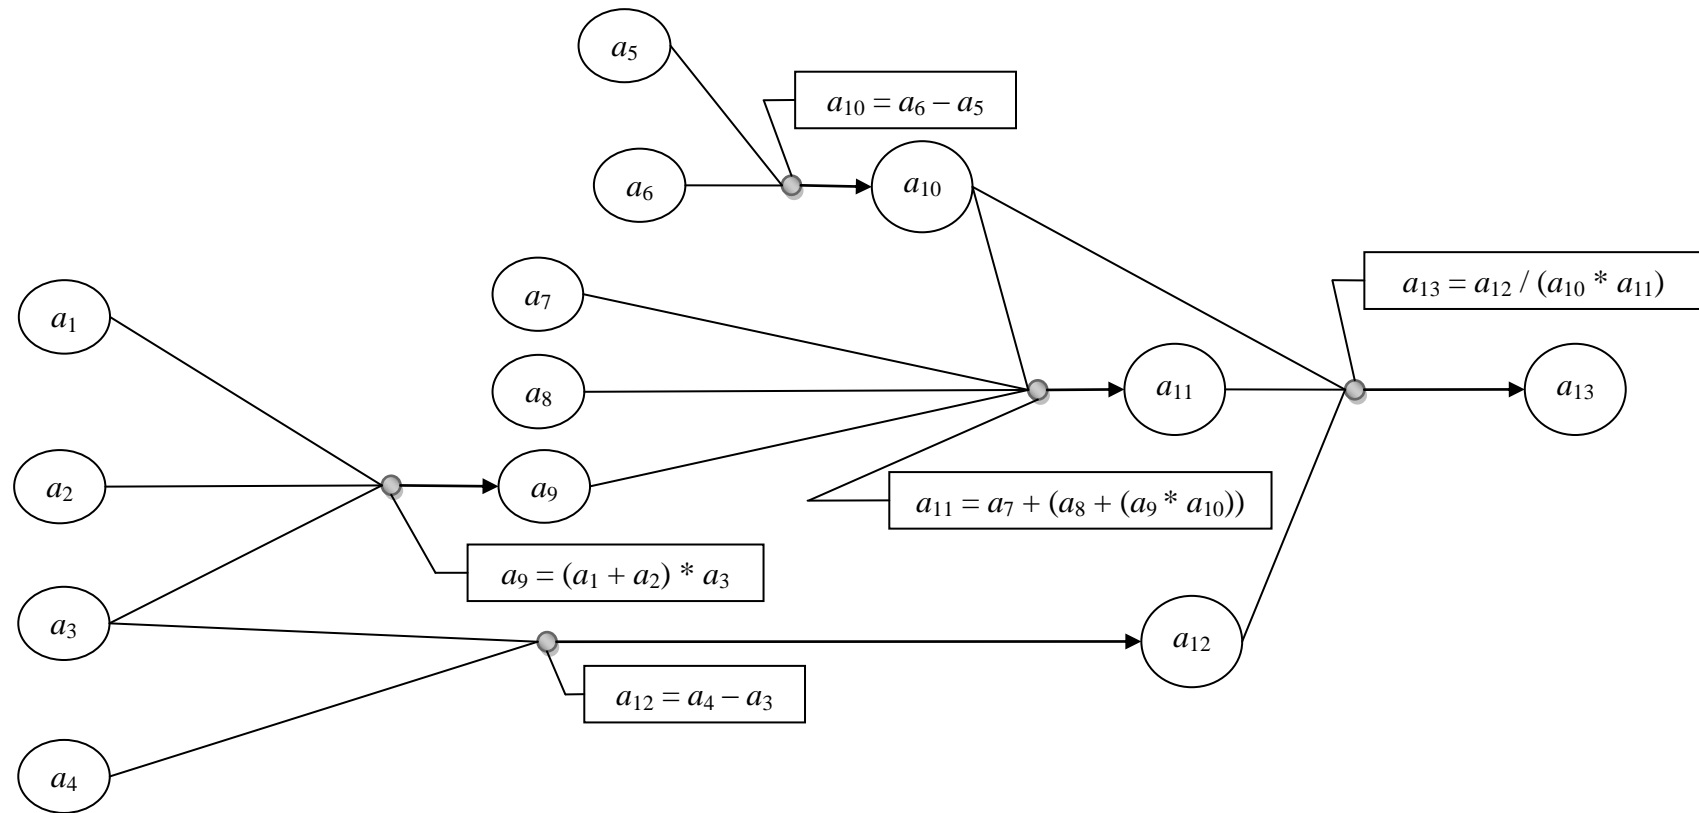 a5
a10 = a6 – a5
a6
a10
a7
a13 = a12 / (a10 * a11)
a1
a8
a11
a13
a2
a9
a11 = a7 + (a8 + (a9 * a10))
a9 = (a1 + a2) * a3
a3
a12
a12 = a4 – a3
a4